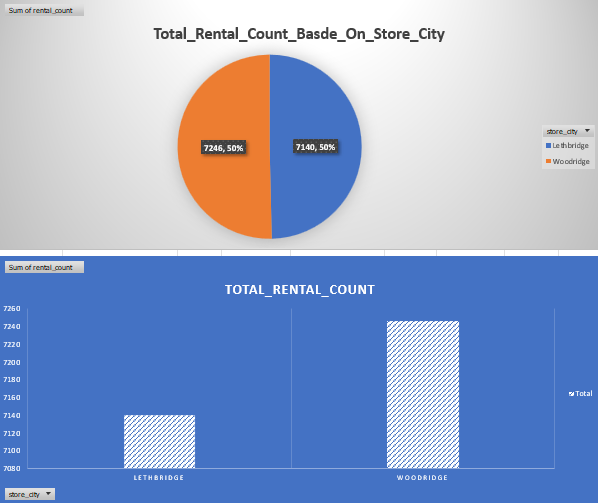 Sum of rental_count
Total_Rental_Count_Basde_On_Store_City
7246, 50%
7140, 50%
store_city
Lethbridge
Woodridge
Sum of rental_count
TOTAL_RENTAL_COUNT
7260
7240
7220
7200
7180
7160
7140
7120
7100
7080
LETHBRIDGE
WOODRIDGE
Total
store_city